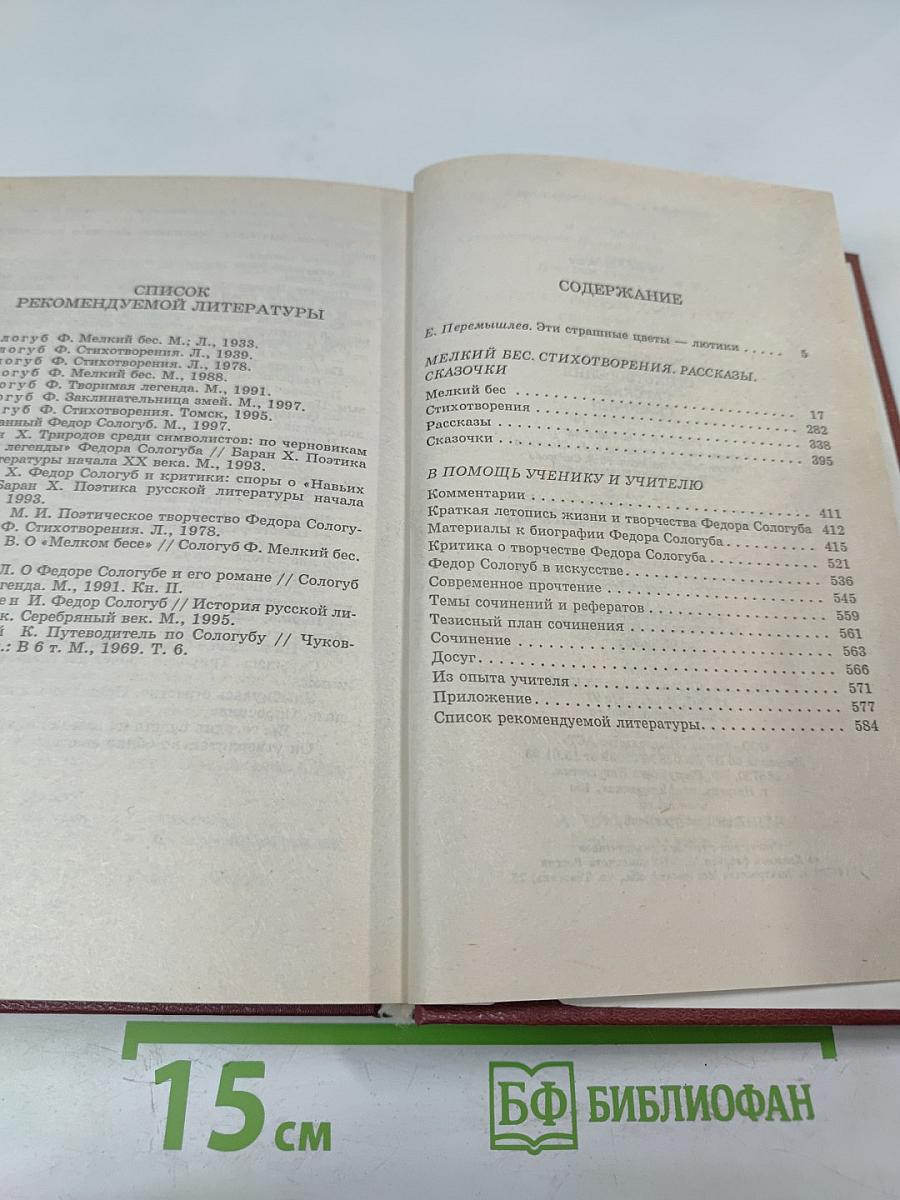 СПИСОК
РЕКОМЕНДУЕМОЙ ЛИТЕРАТУРЫ
логуб Ф. Мелкий бес. М.; Л., 1933.
логуб Ф. Стихотворения. Л., 1939.
логуб Ф. Стихотворения. Л., 1978.
логуб Ф. Мелкий бес. М., 1988.
логуб Ф. Творимая легенда. М., 1991.
логуб Ф. Заклинательница змей. М., 1997.
губ Ф. Стихотворения. Томск, 1995.
анный Федор Сологуб. М., 1997.
н Х. Триродов среди символистов: по черновикам
легенды» Федора Сологуба // Баран Х. Поэтика
тературы начала XX века. М., 1993.
Х. Федор Сологуб и критики: споры о «Навьих
Баран Х. Поэтика русской литературы начала
1993.
М. И. Поэтическое творчество Федора Сологу-
Ф. Стихотворения. Л., 1978.
В. О «Мелком бесе» // Сологуб Ф. Мелкий бес.
Л. О Федоре Сологубе и его романе // Сологуб
генда. М., 1991. Кн. II.
ен И. Федор Сологуб // История русской ли-
к. Серебряный век. М., 1995.
й К. Путеводитель по Сологубу // Чуков-
.: В 6 т. М., 1969. Т. 6.
СОДЕРЖАНИЕ
Е. Перемышлев. Эти страшные цветы — лютики ..... 5
МЕЛКИЙ БЕС. СТИХОТВОРЕНИЯ. РАССКАЗЫ.
СКАЗОЧКИ
Мелкий бес ..... 17
Стихотворения ..... 282
Рассказы ..... 338
Сказочки ..... 395
В ПОМОЩЬ УЧЕНИКУ И УЧИТЕЛЮ
Комментарии ..... 411
Краткая летопись жизни и творчества Федора Сологуба 412
Материалы к биографии Федора Сологуба ..... 415
Критика о творчестве Федора Сологуба ..... 521
Федор Сологуб в искусстве ..... 536
Современное прочтение ..... 545
Темы сочинений и рефератов ..... 559
Тезисный план сочинения ..... 561
Сочинение ..... 563
Досуг ..... 566
Из опыта учителя ..... 571
Приложение ..... 577
Список рекомендуемой литературы ..... 584
15 см
БФ БИБЛИОФАН